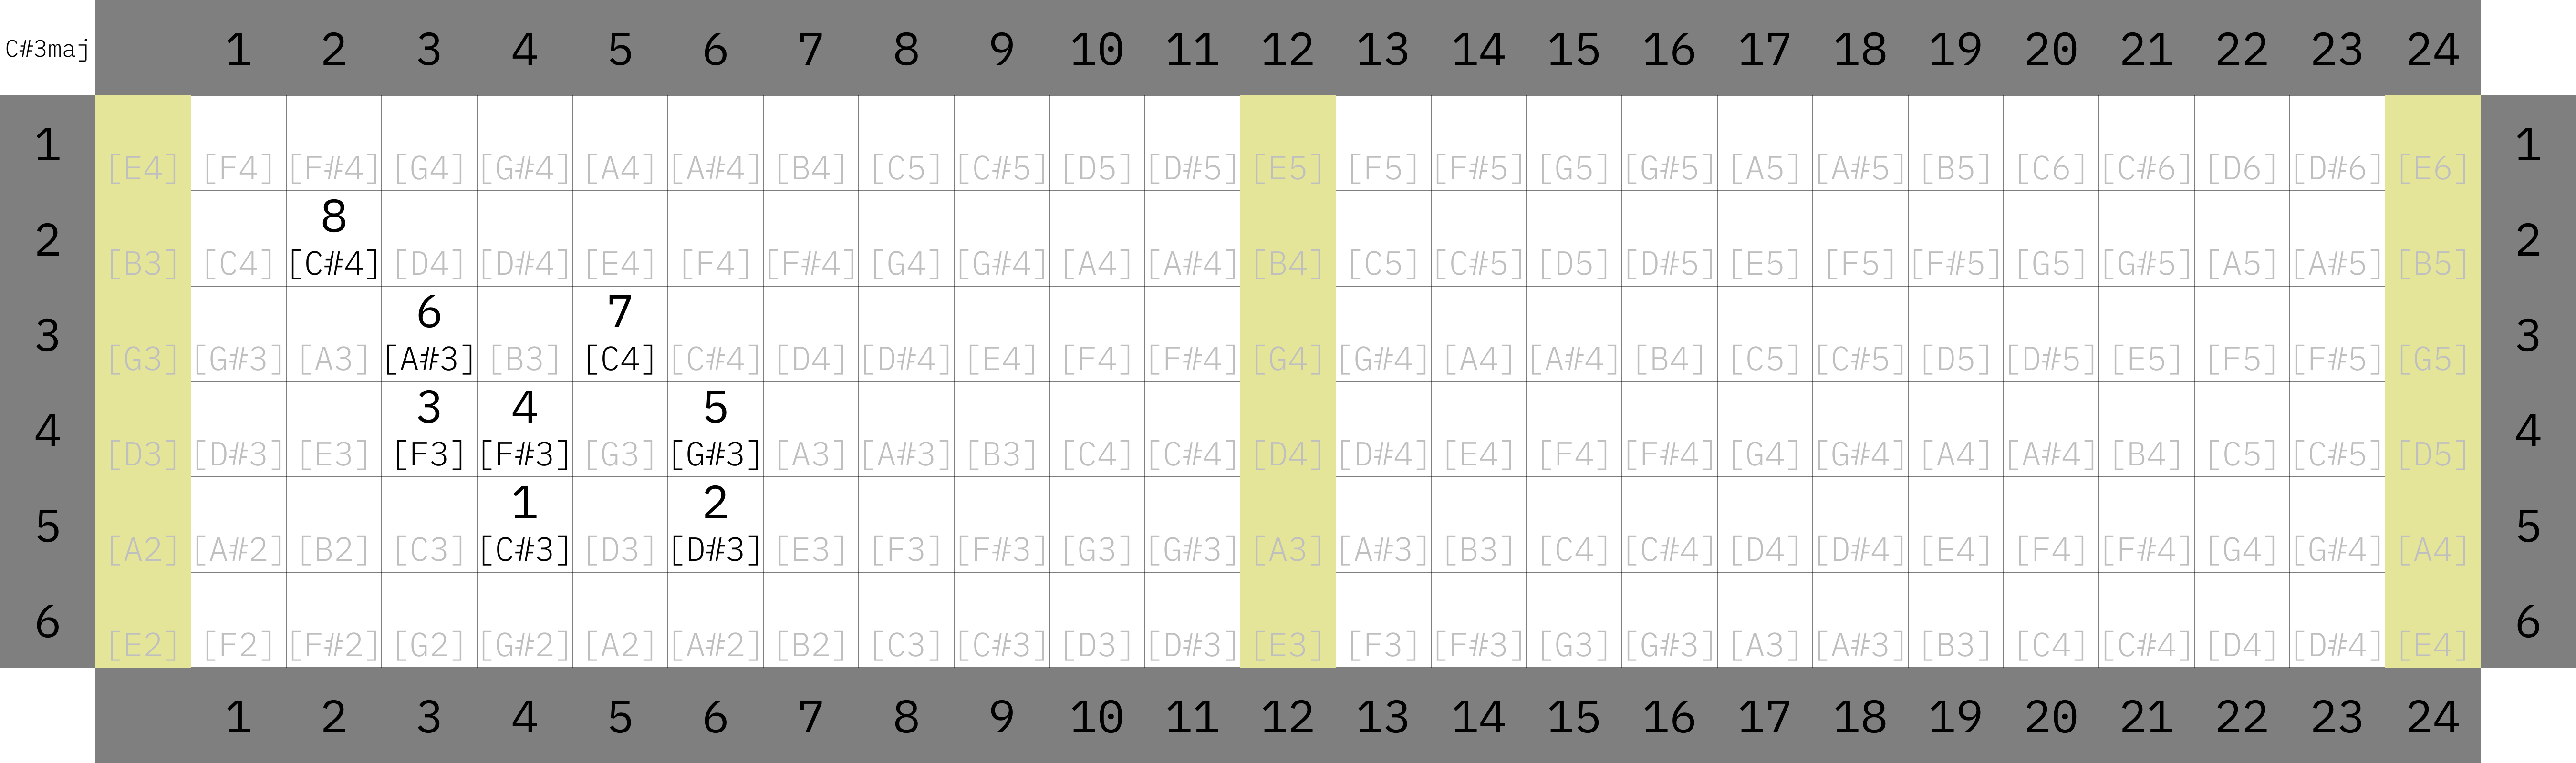 C#3maj 1 2 3 4 5 6 7 8 9 10 11 12 13 14 15 16 17 18 19 20 21 22 23 24
1 1
[E4] [F4] [F#4] [G4] [G#4] [A4] [A#4] [B4] [C5] [C#5] [D5] [D#5] [E5] [F5] [F#5] [G5] [G#5] [A5] [A#5] [B5] [C6] [C#6] [D6] [D#6] [E6]
8
2 2
[B3] [C4] [C#4] [D4] [D#4] [E4] [F4] [F#4] [G4] [G#4] [A4] [A#4] [B4] [C5] [C#5] [D5] [D#5] [E5] [F5] [F#5] [G5] [G#5] [A5] [A#5] [B5]
6 7
3 3
[G3] [G#3] [A3] [A#3] [B3] [C4] [C#4] [D4] [D#4] [E4] [F4] [F#4] [G4] [G#4] [A4] [A#4] [B4] [C5] [C#5] [D5] [D#5] [E5] [F5] [F#5] [G5]
3 4 5
4 4
[D3] [D#3] [E3] [F3] [F#3] [G3] [G#3] [A3] [A#3] [B3] [C4] [C#4] [D4] [D#4] [E4] [F4] [F#4] [G4] [G#4] [A4] [A#4] [B4] [C5] [C#5] [D5]
1 2
5 5
[A2] [A#2] [B2] [C3] [C#3] [D3] [D#3] [E3] [F3] [F#3] [G3] [G#3] [A3] [A#3] [B3] [C4] [C#4] [D4] [D#4] [E4] [F4] [F#4] [G4] [G#4] [A4]
6 6
[E2] [F2] [F#2] [G2] [G#2] [A2] [A#2] [B2] [C3] [C#3] [D3] [D#3] [E3] [F3] [F#3] [G3] [G#3] [A3] [A#3] [B3] [C4] [C#4] [D4] [D#4] [E4]
1 2 3 4 5 6 7 8 9 10 11 12 13 14 15 16 17 18 19 20 21 22 23 24